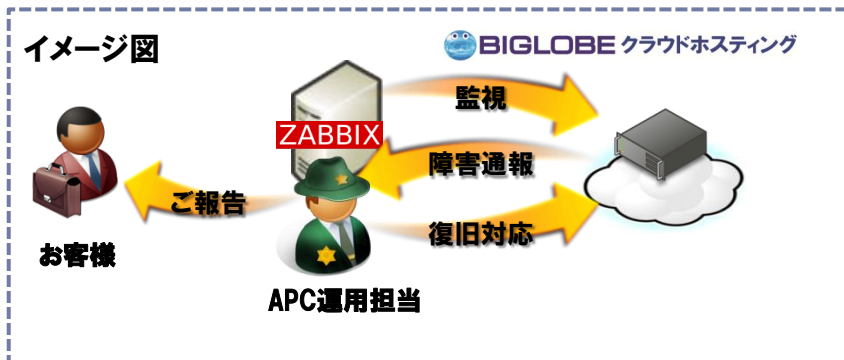 イメージ図
BIGLOBE クラウドホスティング
監視
ZABBIX
障害通報
ご報告
復旧対応
お客様
APC運用担当